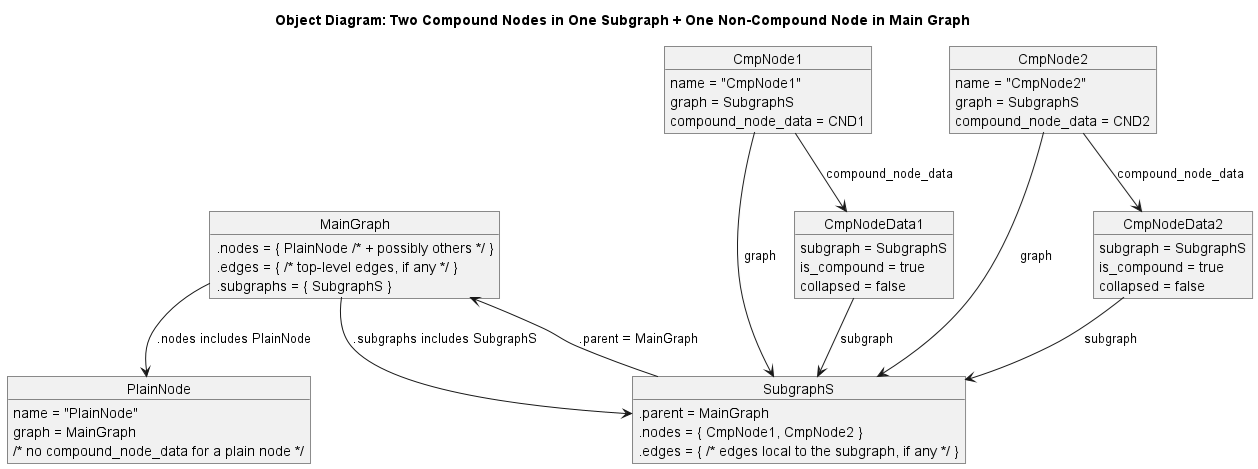 Object Diagram: Two Compound Nodes in One Subgraph + One Non-Compound Node in Main Graph
CmpNode1
name = "CmpNode1"
graph = SubgraphS
compound_node_data = CND1
CmpNode2
name = "CmpNode2"
graph = SubgraphS
compound_node_data = CND2
compound_node_data
compound_node_data
MainGraph
.nodes = { PlainNode /* + possibly others */ }
.edges = { /* top-level edges, if any */ }
.subgraphs = { SubgraphS }
graph
CmpNodeData1
subgraph = SubgraphS
is_compound = true
collapsed = false
graph
CmpNodeData2
subgraph = SubgraphS
is_compound = true
collapsed = false
.nodes includes PlainNode
.subgraphs includes SubgraphS
.parent = MainGraph
subgraph
subgraph
PlainNode
name = "PlainNode"
graph = MainGraph
/* no compound_node_data for a plain node */
SubgraphS
.parent = MainGraph
.nodes = { CmpNode1, CmpNode2 }
.edges = { /* edges local to the subgraph, if any */ }